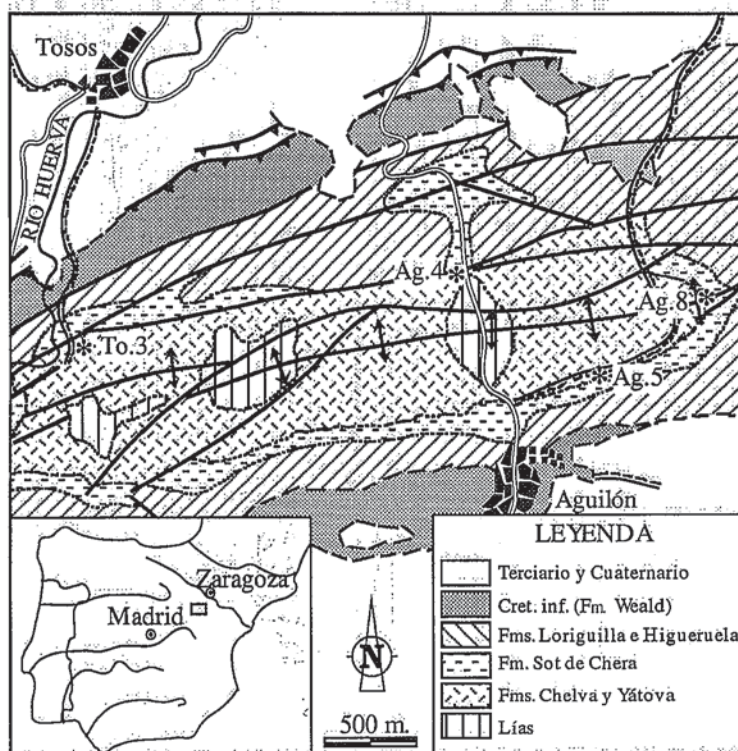 Tosos
RÍO HUERVA
Ag.4
Ag.8
To.3
Ag.5
Aguilón
Zaragoza
Madrid
N
500 m.
LEYENDA
Terciario y Cuaternario
Cret. inf. (Fm. Weald)
Fms. Loriguilla e Higueruela
Fm. Sot de Chera
Fms. Chelva y Yátova
Lías